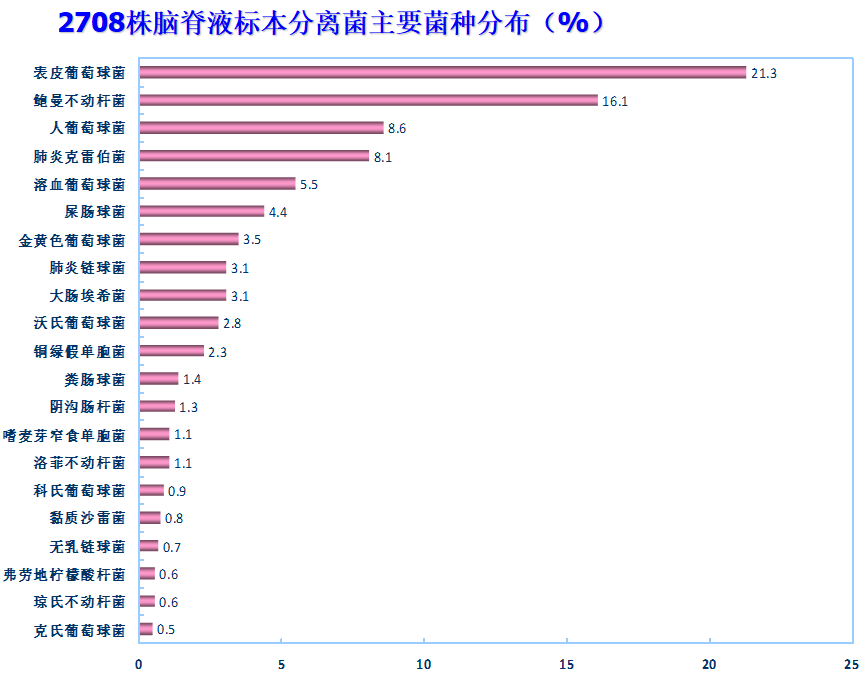 2708株脑脊液标本分离菌主要菌种分布（%）
表皮葡萄球菌 21.3
鲍曼不动杆菌 16.1
人葡萄球菌 8.6
肺炎克雷伯菌 8.1
溶血葡萄球菌 5.5
屎肠球菌 4.4
金黄色葡萄球菌 3.5
肺炎链球菌 3.1
大肠埃希菌 3.1
沃氏葡萄球菌 2.8
铜绿假单胞菌 2.3
粪肠球菌 1.4
阴沟肠杆菌 1.3
嗜麦芽窄食单胞菌 1.1
洛菲不动杆菌 1.1
科氏葡萄球菌 0.9
黏质沙雷菌 0.8
无乳链球菌 0.7
弗劳地柠檬酸杆菌 0.6
琼氏不动杆菌 0.6
克氏葡萄球菌 0.5
0 5 10 15 20 25